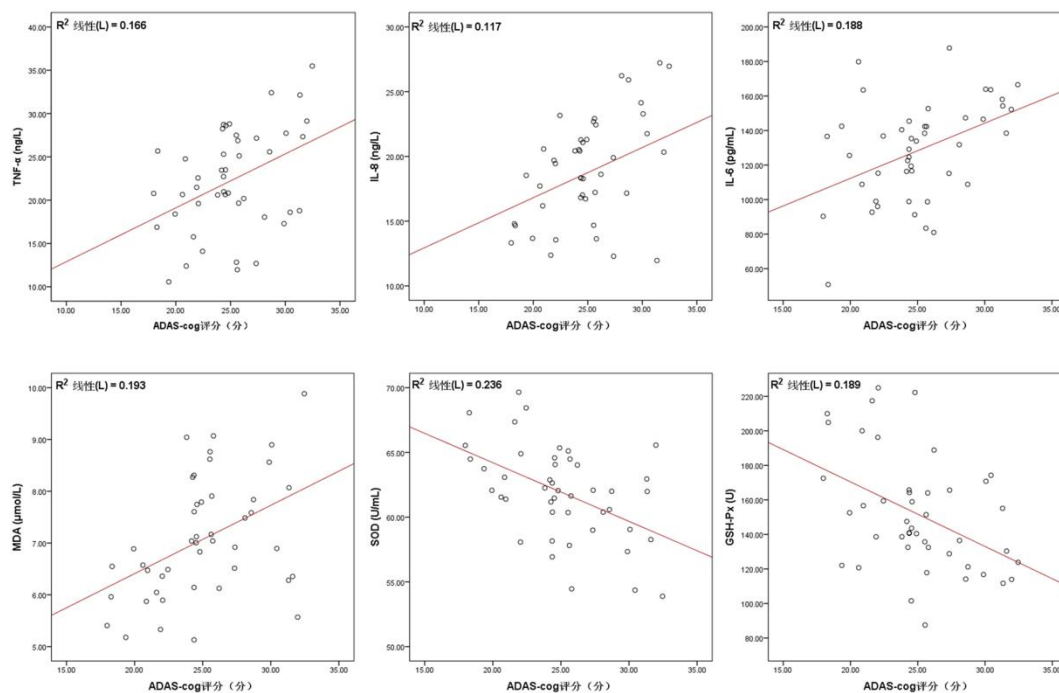 R² 线性(L) = 0.166
40.00
35.00
30.00
25.00
20.00
15.00
10.00
TNF-α (ng/L)
10.00 15.00 20.00 25.00 30.00 35.00
ADAS-cog评分（分）
R² 线性(L) = 0.117
30.00
25.00
20.00
15.00
10.00
IL-8 (ng/L)
10.00 15.00 20.00 25.00 30.00 35.00
ADAS-cog评分（分）
R² 线性(L) = 0.188
200.00
180.00
160.00
140.00
120.00
100.00
80.00
60.00
40.00
IL-6 (pg/mL)
15.00 20.00 25.00 30.00 35.00
ADAS-cog评分（分）
R² 线性(L) = 0.193
10.00
9.00
8.00
7.00
6.00
5.00
MDA (μmol/L)
15.00 20.00 25.00 30.00 35.00
ADAS-cog评分（分）
R² 线性(L) = 0.236
70.00
65.00
60.00
55.00
50.00
SOD (U/mL)
15.00 20.00 25.00 30.00 35.00
ADAS-cog评分（分）
R² 线性(L) = 0.189
220.00
200.00
180.00
160.00
140.00
120.00
100.00
80.00
GSH-Px (U)
15.00 20.00 25.00 30.00 35.00
ADAS-cog评分（分）